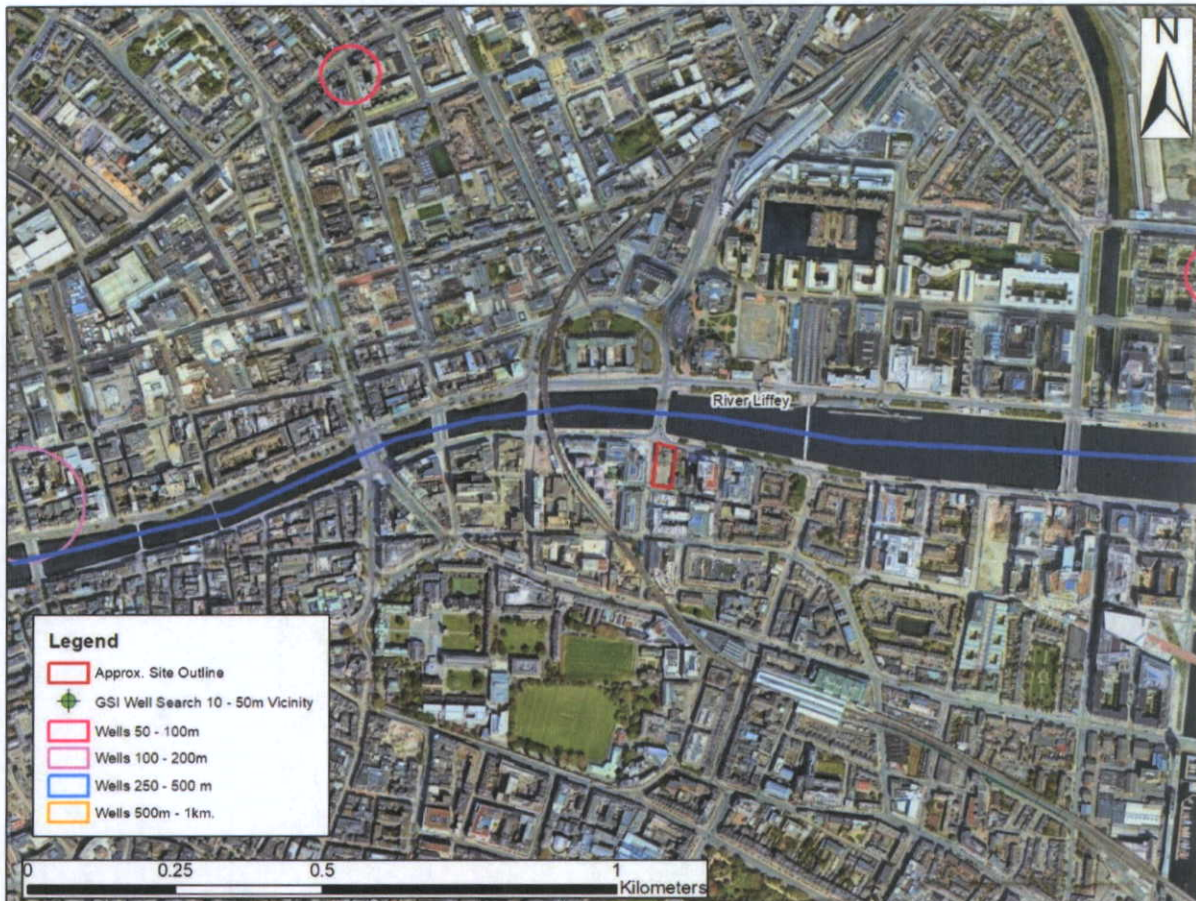 N
River Liffey
Legend
Approx. Site Outline
GSI Well Search 10 - 50m Vicinity
Wells 50 - 100m
Wells 100 - 200m
Wells 250 - 500 m
Wells 500m - 1km.
0 0.25 0.5 1
Kilometers